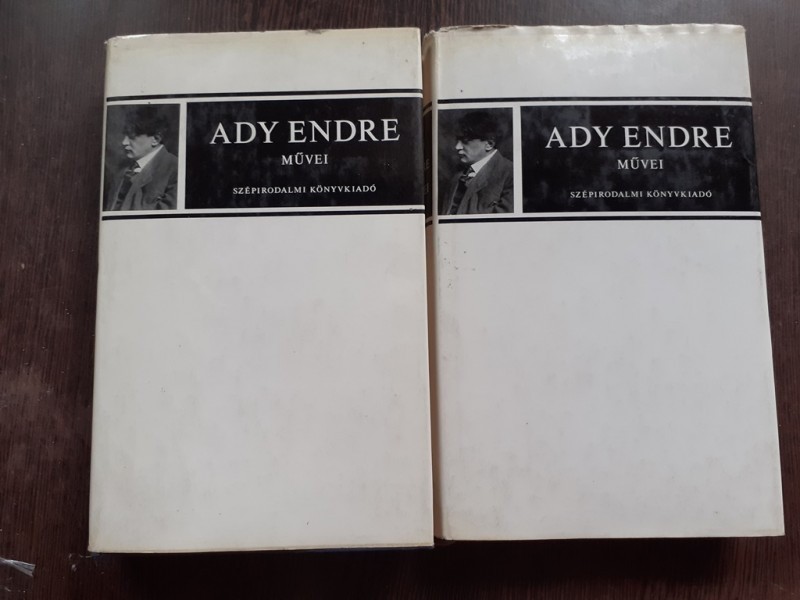 ADY ENDRE
MŰVEI
SZÉPIRODALMI KÖNYVKIADÓ
ADY ENDRE
MŰVEI
SZÉPIRODALMI KÖNYVKIADÓ